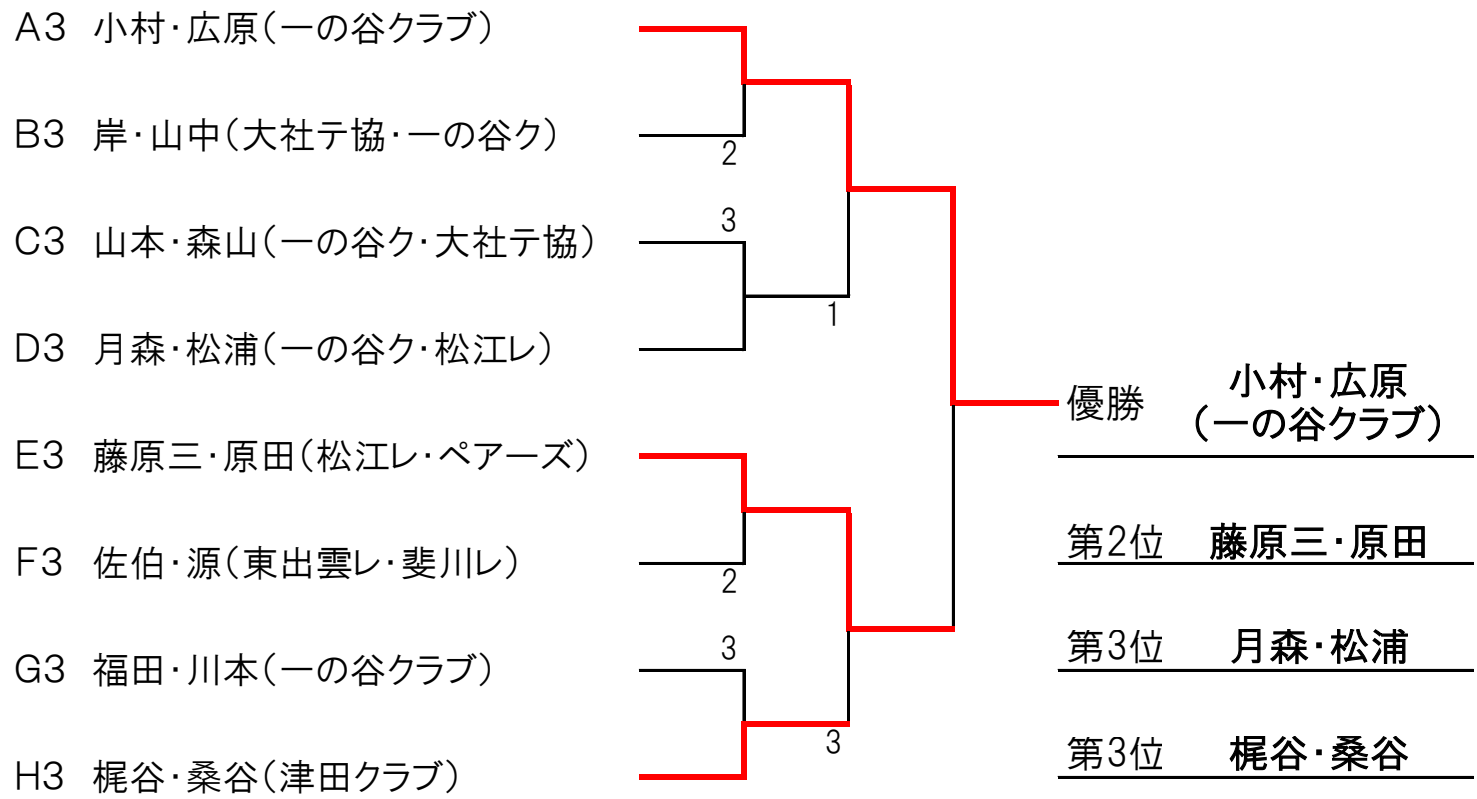 A3 小村・広原(一の谷クラブ)
B3 岸・山中(大社テ協・一の谷ク)
2
C3 山本・森山(一の谷ク・大社テ協)
3
1
D3 月森・松浦(一の谷ク・松江レ)
優勝 小村・広原
(一の谷クラブ)
E3 藤原三・原田(松江レ・ペアーズ)
第2位 藤原三・原田
F3 佐伯・源(東出雲レ・斐川レ)
2
第3位 月森・松浦
G3 福田・川本(一の谷クラブ)
3
3
第3位 梶谷・桑谷
H3 梶谷・桑谷(津田クラブ)